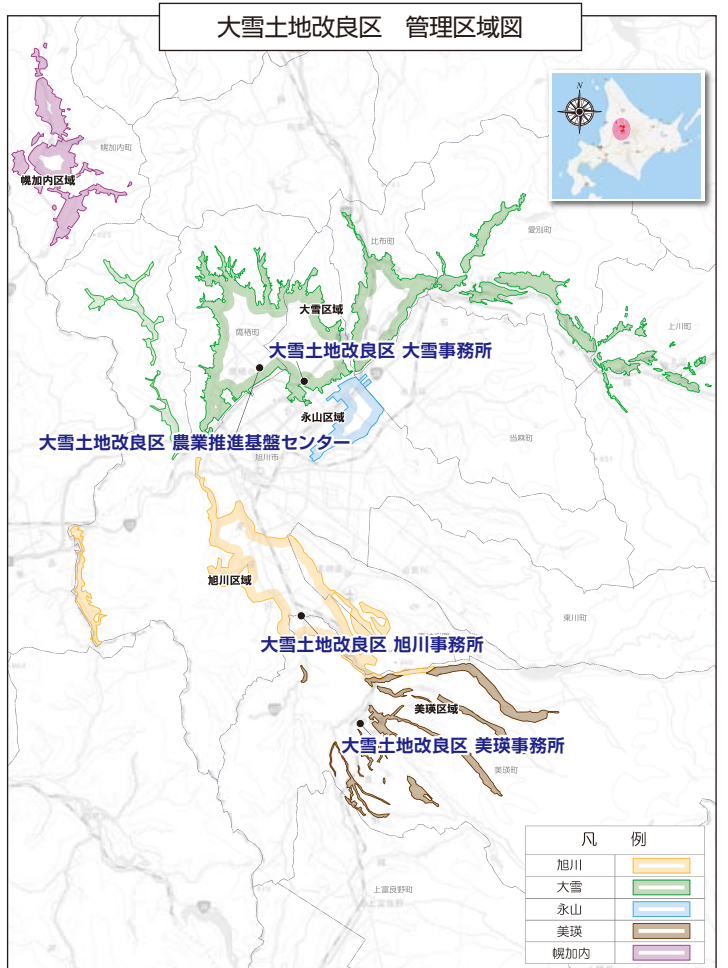 大雪土地改良区　管理区域図
N
幌加内町
幌加内区域
比布町
愛別町
大雪区域
鷹栖町
上川町
大雪土地改良区 大雪事務所
永山区域
当麻町
大雪土地改良区 農業推進基盤センター
旭川市
旭川区域
東川町
大雪土地改良区 旭川事務所
美瑛区域
大雪土地改良区 美瑛事務所
美瑛町
上富良野町
上富良野
凡　例
旭川
大雪
永山
美瑛
幌加内